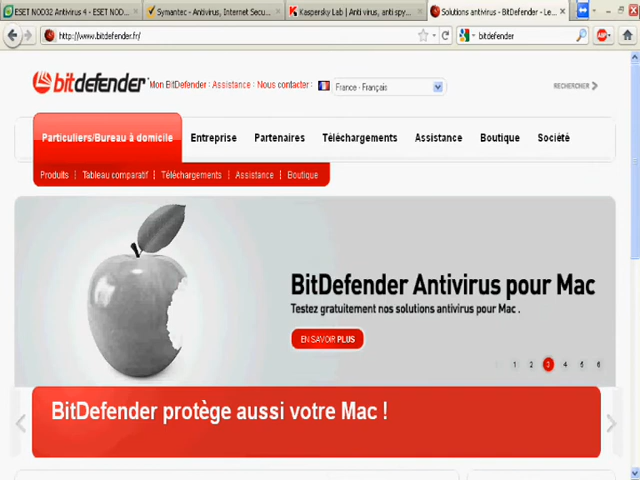 ESET NOD32 Antivirus 4 - ESET NOD...
Symantec - Antivirus, Internet Secu...
Kaspersky Lab | Anti virus, anti spy...
Solutions antivirus - BitDefender - Le...
http://www.bitdefender.fr/
bitdefender
bitdefender
Mon BitDefender : Assistance : Nous contacter :
France - Français
RECHERCHER
Particuliers/Bureau à domicile
Entreprise
Partenaires
Téléchargements
Assistance
Boutique
Société
Produits
Tableau comparatif
Téléchargements
Assistance
Boutique
BitDefender Antivirus pour Mac
Testez gratuitement nos solutions antivirus pour Mac .
EN SAVOIR PLUS
1 2 3 4 5 6
BitDefender protège aussi votre Mac !